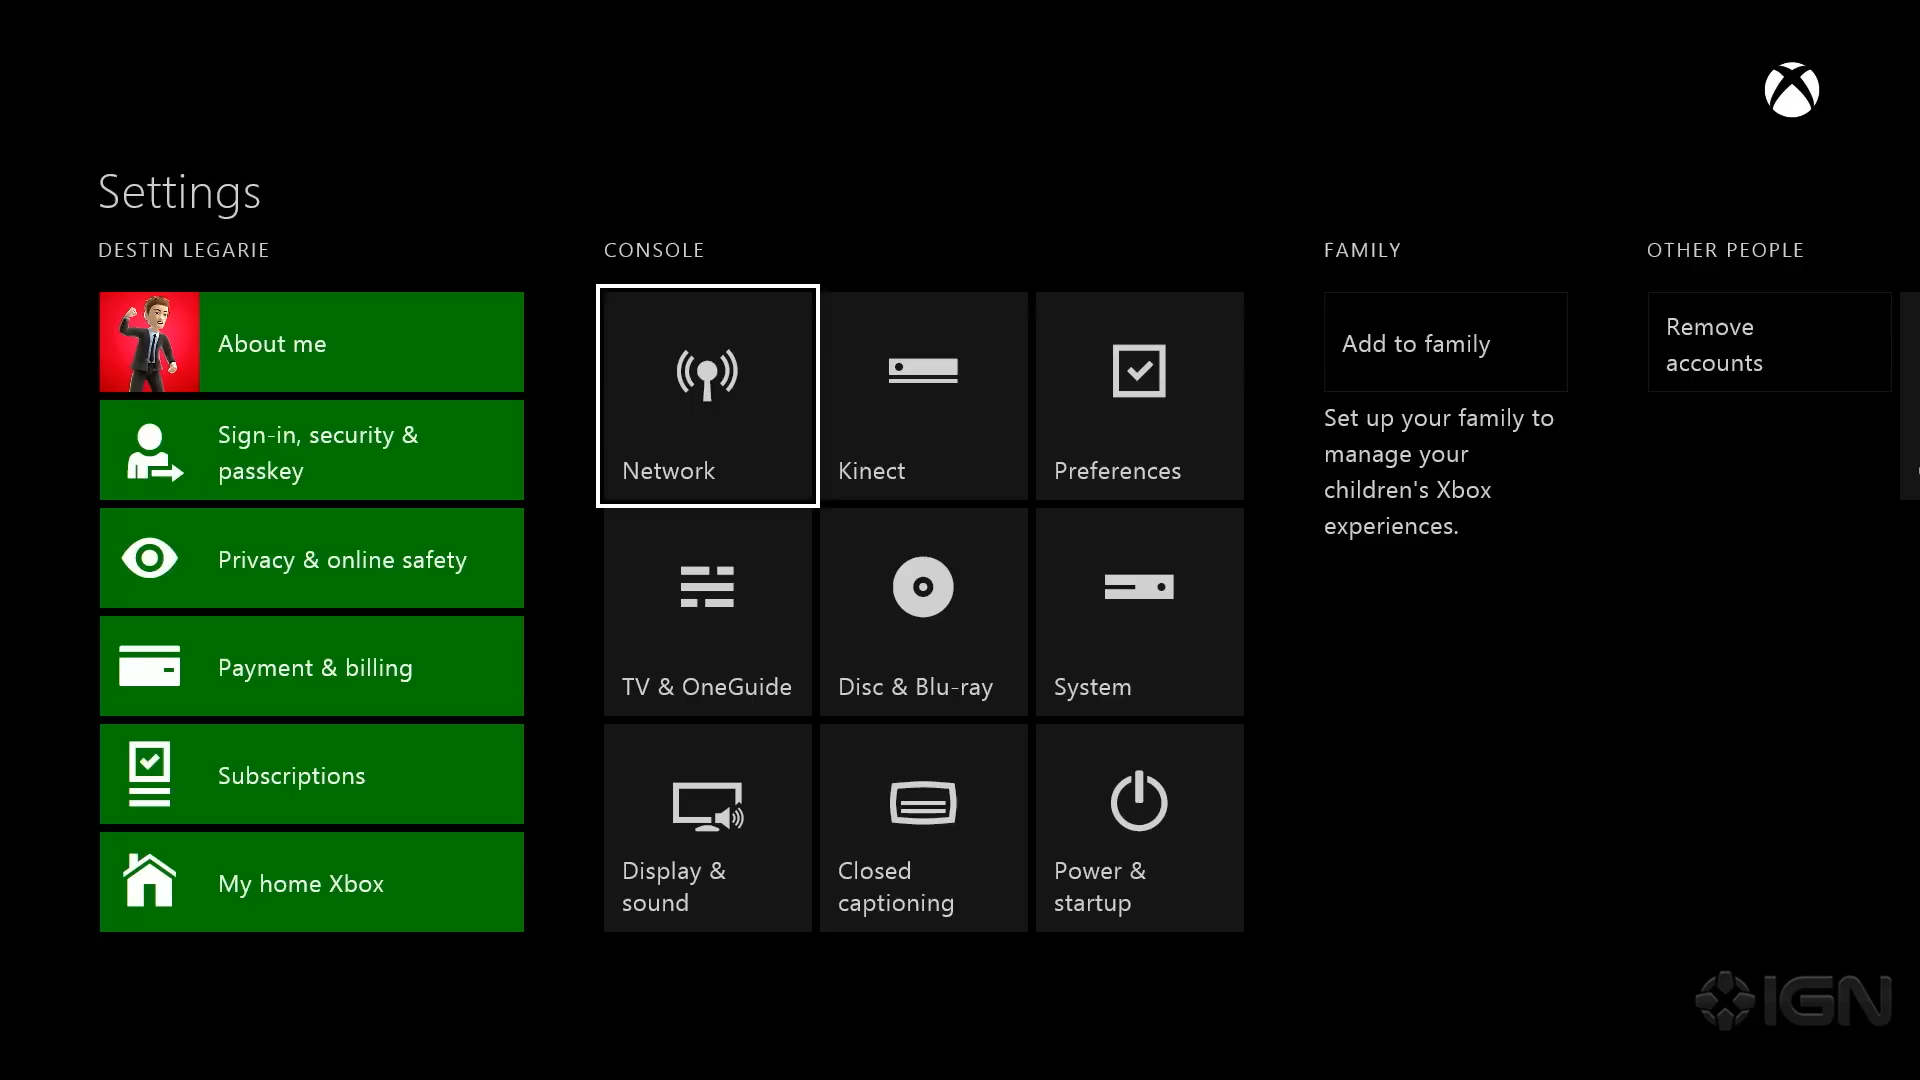 Settings
DESTIN LEGARIE
About me
Sign-in, security &
passkey
Privacy & online safety
Payment & billing
Subscriptions
My home Xbox
CONSOLE
Network
Kinect
Preferences
TV & OneGuide
Disc & Blu-ray
System
Display &
sound
Closed
captioning
Power &
startup
FAMILY
Add to family
Set up your family to
manage your
children's Xbox
experiences.
OTHER PEOPLE
Remove
accounts
IGN